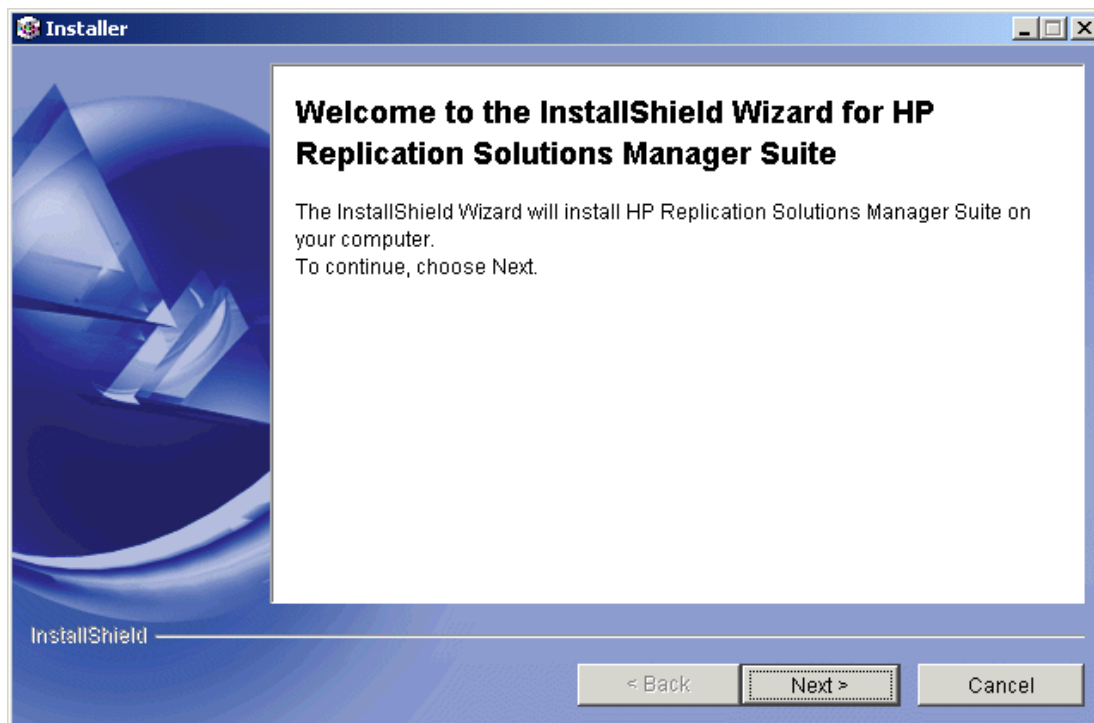 Installer
Welcome to the InstallShield Wizard for HP
Replication Solutions Manager Suite
The InstallShield Wizard will install HP Replication Solutions Manager Suite on
your computer.
To continue, choose Next.
InstallShield
< Back
Next >
Cancel